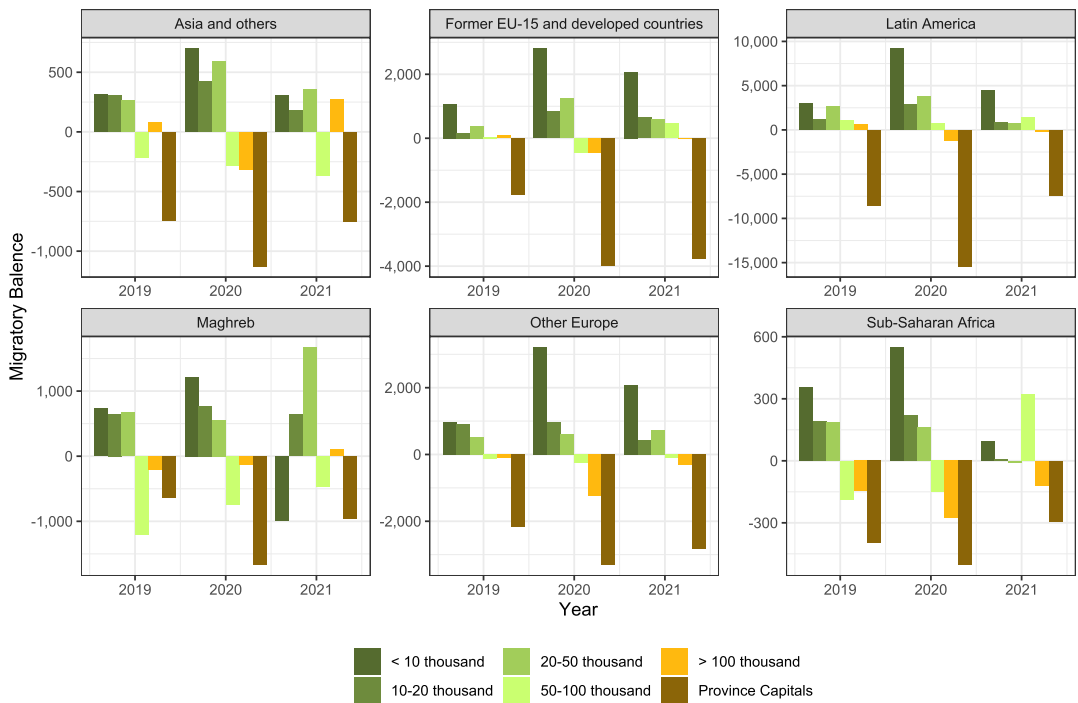 Asia and others
Former EU-15 and developed countries
Latin America
500
0
-500
-1,000
2,000
0
-2,000
-4,000
10,000
5,000
0
-5,000
-10,000
-15,000
2019 2020 2021
2019 2020 2021
2019 2020 2021
Migratory Balence
Maghreb
Other Europe
Sub-Saharan Africa
1,000
0
-1,000
2,000
0
-2,000
600
300
0
-300
2019 2020 2021
2019 2020 2021
2019 2020 2021
Year
< 10 thousand
20-50 thousand
> 100 thousand
10-20 thousand
50-100 thousand
Province Capitals